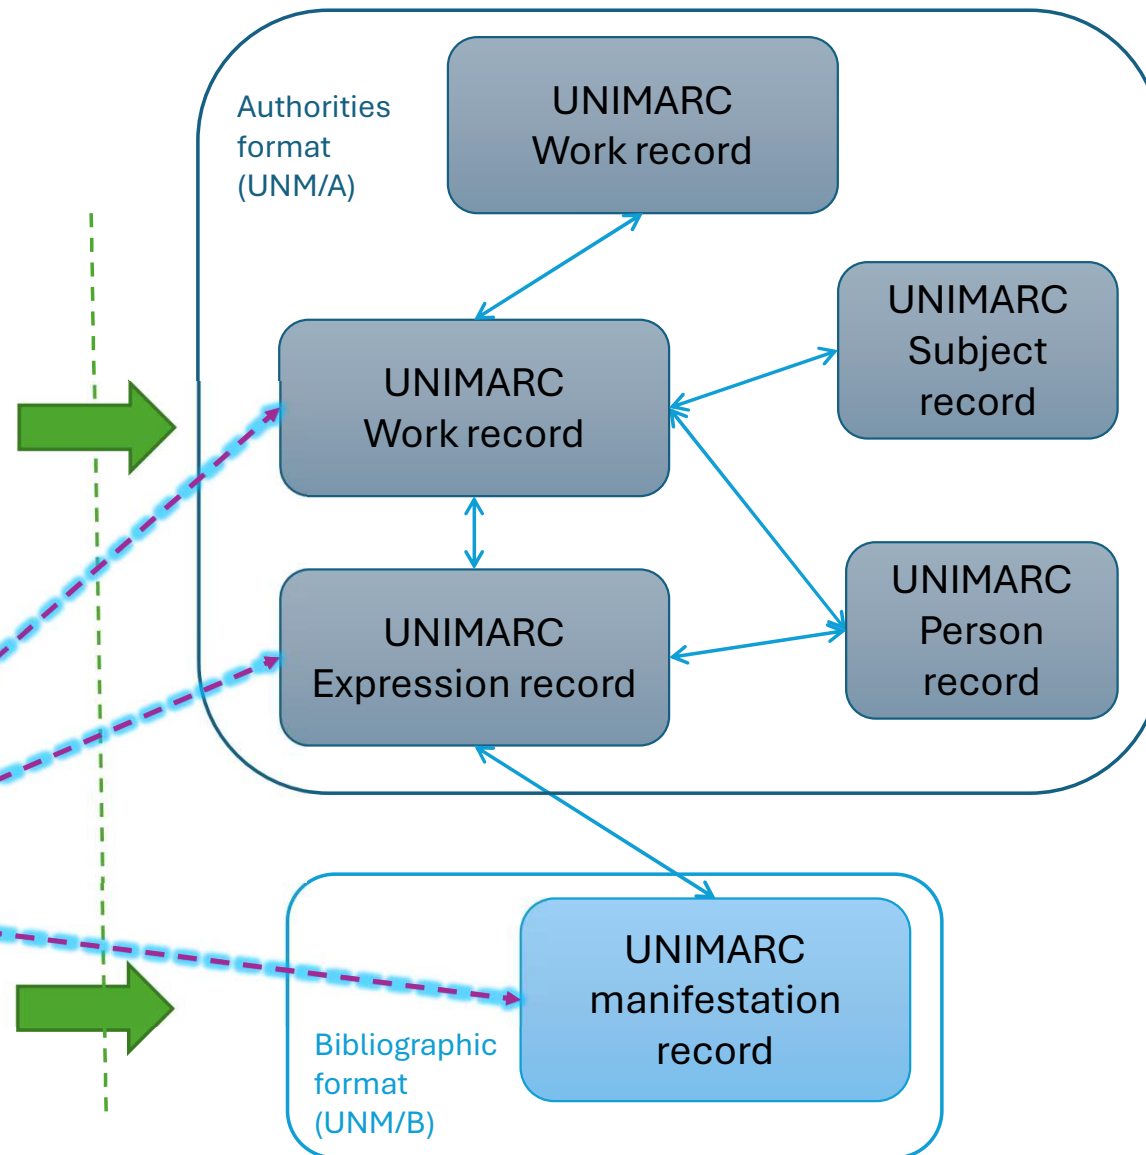 Authorities
format
(UNM/A)
UNIMARC
Work record
UNIMARC
Subject
record
UNIMARC
Work record
UNIMARC
Person
record
UNIMARC
Expression record
UNIMARC
manifestation
record
Bibliographic
format
(UNM/B)